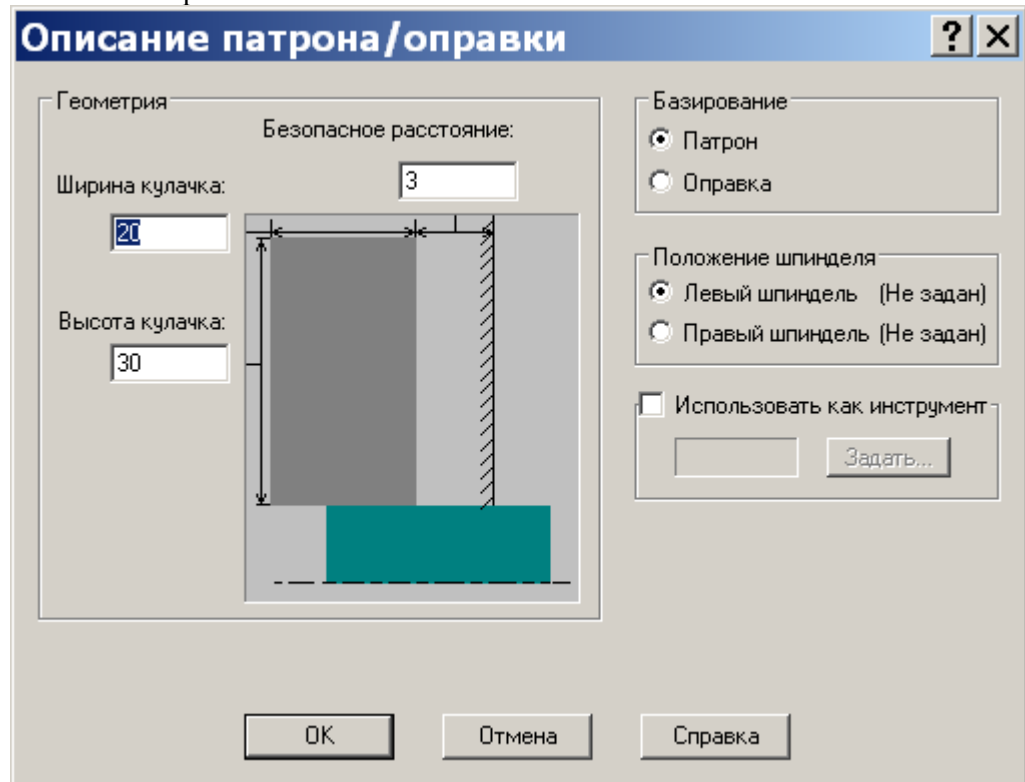 Описание патрона/оправки
Геометрия
Безопасное расстояние:
3
Ширина кулачка:
20
Высота кулачка:
30
Базирование
Патрон
Оправка
Положение шпинделя
Левый шпиндель (Не задан)
Правый шпиндель (Не задан)
Использовать как инструмент
Задать...
OK
Отмена
Справка